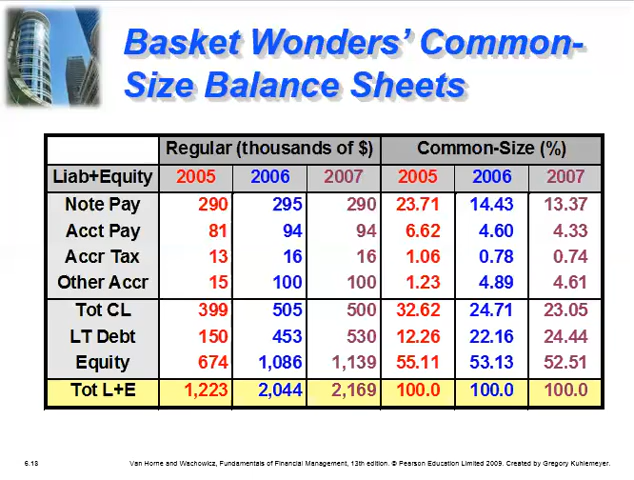 Basket Wonders' Common-
Size Balance Sheets
Regular (thousands of $) Common-Size (%)
Liab+Equity 2005 2006 2007 2005 2006 2007
Note Pay 290 295 290 23.71 14.43 13.37
Acct Pay 81 94 94 6.62 4.60 4.33
Accr Tax 13 16 16 1.06 0.78 0.74
Other Accr 15 100 100 1.23 4.89 4.61
Tot CL 399 505 500 32.62 24.71 23.05
LT Debt 150 453 530 12.26 22.16 24.44
Equity 674 1,086 1,139 55.11 53.13 52.51
Tot L+E 1,223 2,044 2,169 100.0 100.0 100.0
6.18 Van Horne and Wachowicz, Fundamentals of Financial Management, 13th edition. © Pearson Education Limited 2009. Created by Gregory Kuhlemeyer.